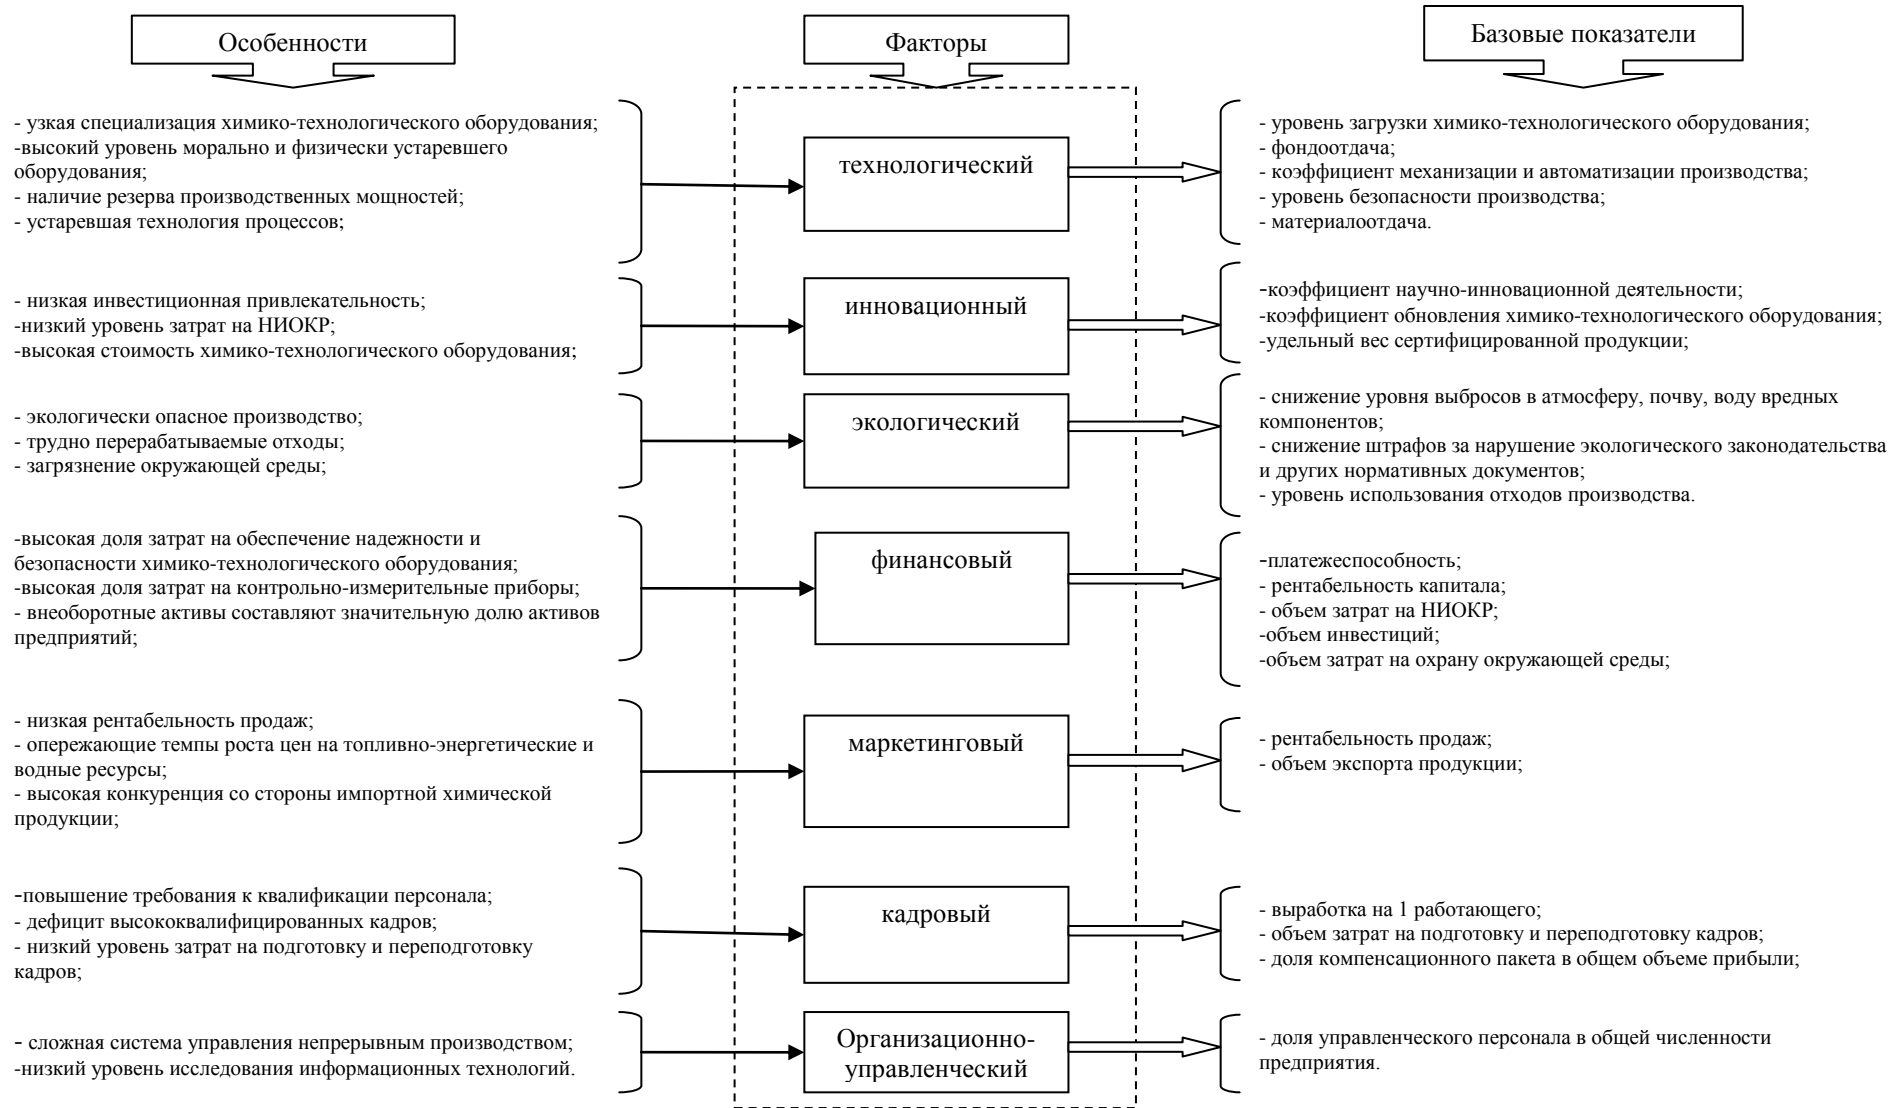 Особенности
Факторы
Базовые показатели
- узкая специализация химико-технологического оборудования;
-высокий уровень морально и физически устаревшего
оборудования;
- наличие резерва производственных мощностей;
- устаревшая технология процессов;
технологический
- уровень загрузки химико-технологического оборудования;
- фондоотдача;
- коэффициент механизации и автоматизации производства;
- уровень безопасности производства;
- материалоотдача.
- низкая инвестиционная привлекательность;
-низкий уровень затрат на НИОКР;
-высокая стоимость химико-технологического оборудования;
инновационный
-коэффициент научно-инновационной деятельности;
-коэффициент обновления химико-технологического оборудования;
-удельный вес сертифицированной продукции;
- экологически опасное производство;
- трудно перерабатываемые отходы;
- загрязнение окружающей среды;
экологический
- снижение уровня выбросов в атмосферу, почву, воду вредных
компонентов;
- снижение штрафов за нарушение экологического законодательства
и других нормативных документов;
- уровень использования отходов производства.
-высокая доля затрат на обеспечение надежности и
безопасности химико-технологического оборудования;
-высокая доля затрат на контрольно-измерительные приборы;
- внеоборотные активы составляют значительную долю активов
предприятий;
финансовый
-платежеспособность;
- рентабельность капитала;
- объем затрат на НИОКР;
-объем инвестиций;
-объем затрат на охрану окружающей среды;
- низкая рентабельность продаж;
- опережающие темпы роста цен на топливно-энергетические и
водные ресурсы;
- высокая конкуренция со стороны импортной химической
продукции;
маркетинговый
- рентабельность продаж;
- объем экспорта продукции;
-повышение требования к квалификации персонала;
- дефицит высококвалифицированных кадров;
- низкий уровень затрат на подготовку и переподготовку
кадров;
кадровый
- выработка на 1 работающего;
- объем затрат на подготовку и переподготовку кадров;
- доля компенсационного пакета в общем объеме прибыли;
- сложная система управления непрерывным производством;
-низкий уровень исследования информационных технологий.
Организационно-
управленческий
- доля управленческого персонала в общей численности
предприятия.